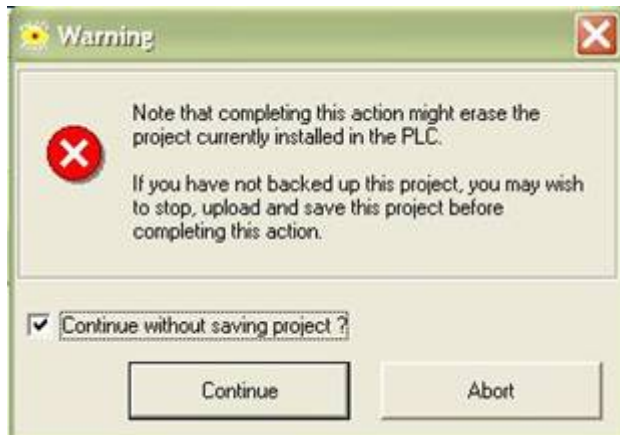 Warning
Note that completing this action might erase the
project currently installed in the PLC.
If you have not backed up this project, you may wish
to stop, upload and save this project before
completing this action.
Continue without saving project ?
Continue
Abort